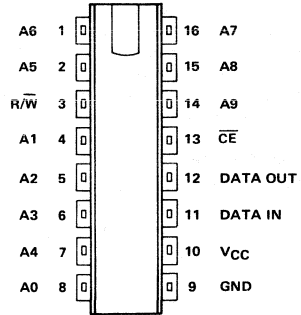 A6 1 16 A7
A5 2 15 A8
R/W̅ 3 14 A9
A1 4 13 C̅E̅
A2 5 12 DATA OUT
A3 6 11 DATA IN
A4 7 10 VCC
A0 8 9 GND